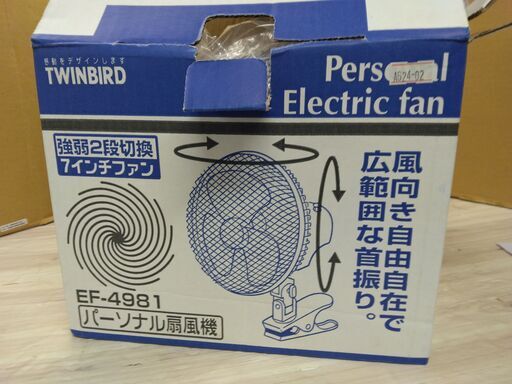 感動をデザインします
TWINBIRD
Personal
Electric fan
A624-02
強弱2段切換
7インチファン
風向き自由自在で
広範囲な首振り。
EF-4981
パーソナル扇風機